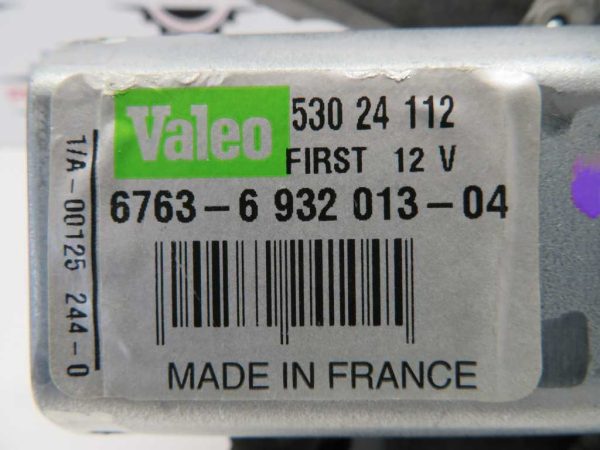 Valeo
530 24 112
FIRST 12 V
6763-6 932 013-04
MADE IN FRANCE
1/A-00125 244-0